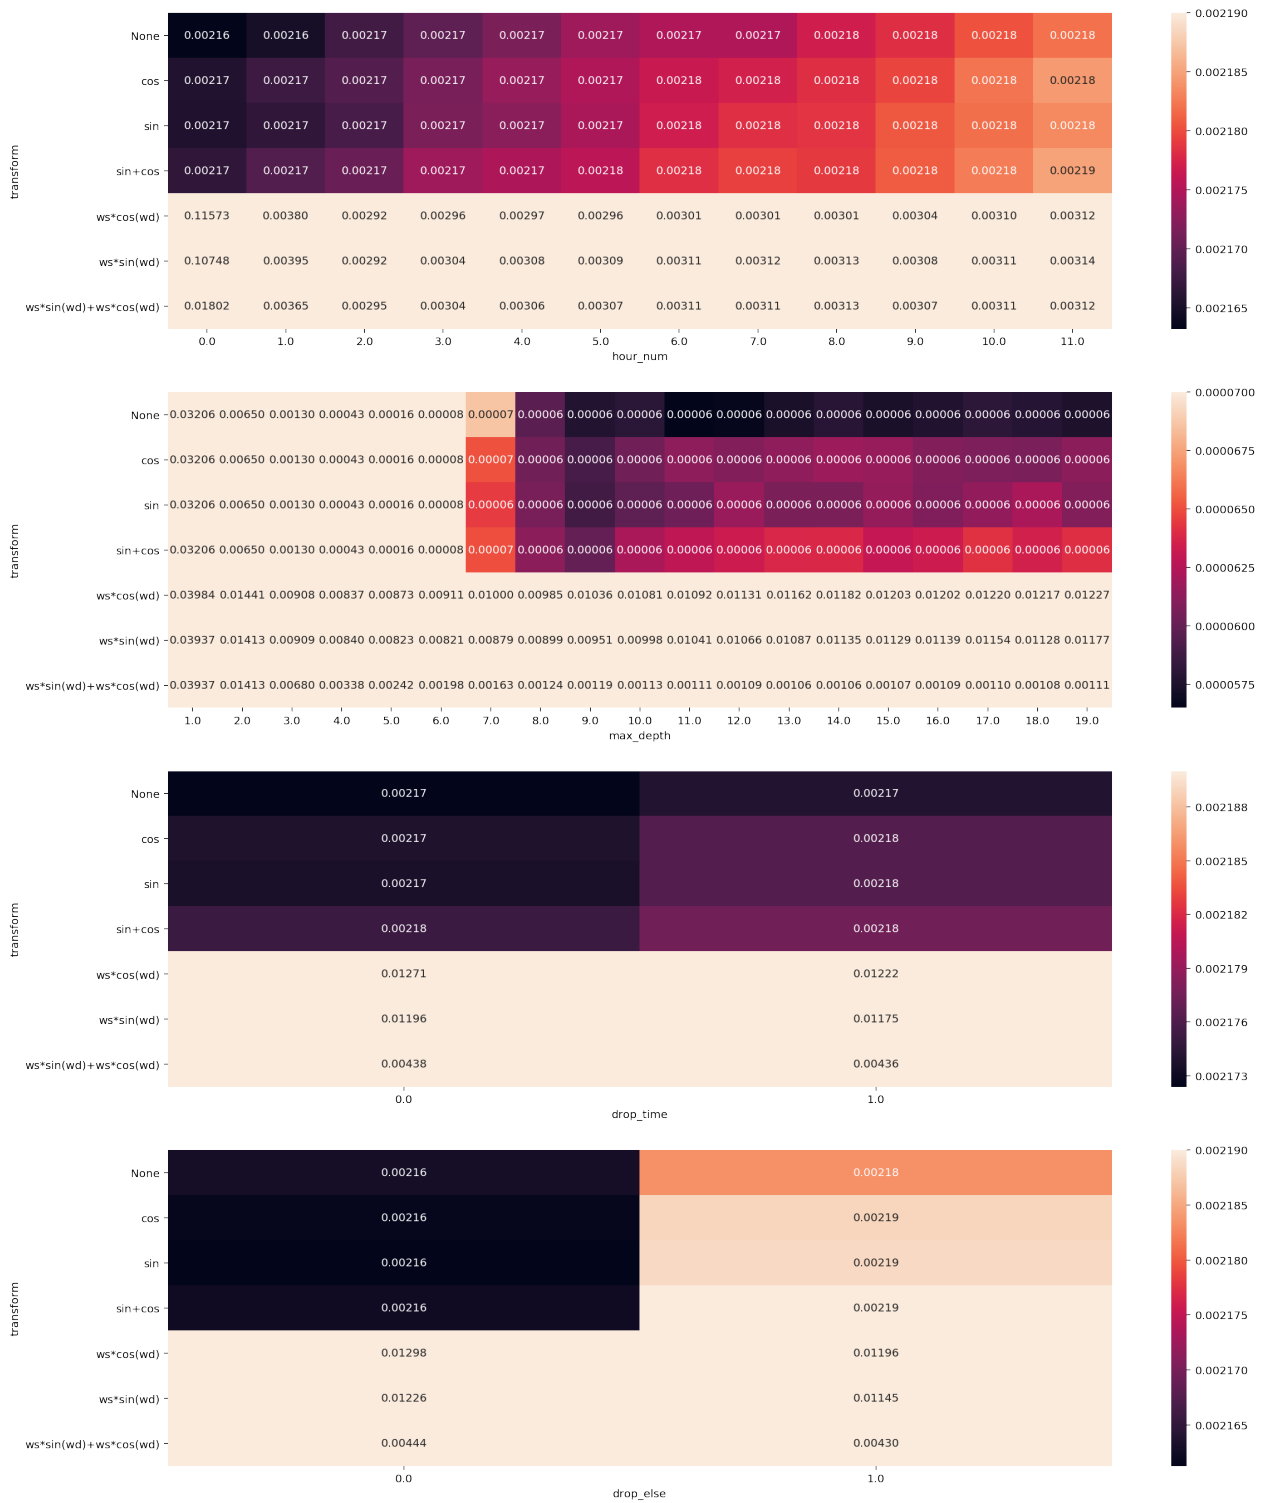 None 0.00216 0.00216 0.00217 0.00217 0.00217 0.00217 0.00217 0.00217 0.00218 0.00218 0.00218 0.00218
cos 0.00217 0.00217 0.00217 0.00217 0.00217 0.00217 0.00218 0.00218 0.00218 0.00218 0.00218 0.00218
sin 0.00217 0.00217 0.00217 0.00217 0.00217 0.00217 0.00218 0.00218 0.00218 0.00218 0.00218 0.00218
sin+cos 0.00217 0.00217 0.00217 0.00217 0.00217 0.00218 0.00218 0.00218 0.00218 0.00218 0.00218 0.00219
ws*cos(wd) 0.11573 0.00380 0.00292 0.00296 0.00297 0.00296 0.00301 0.00301 0.00301 0.00304 0.00310 0.00312
ws*sin(wd) 0.10748 0.00395 0.00292 0.00304 0.00308 0.00309 0.00311 0.00312 0.00313 0.00308 0.00311 0.00314
ws*sin(wd)+ws*cos(wd) 0.01802 0.00365 0.00295 0.00304 0.00306 0.00307 0.00311 0.00311 0.00313 0.00307 0.00311 0.00312
0.0 1.0 2.0 3.0 4.0 5.0 6.0 7.0 8.0 9.0 10.0 11.0
hour_num
transform
0.002190
0.002185
0.002180
0.002175
0.002170
0.002165
None 0.03206 0.00650 0.00130 0.00043 0.00016 0.00008 0.00007 0.00006 0.00006 0.00006 0.00006 0.00006 0.00006 0.00006 0.00006 0.00006 0.00006 0.00006 0.00006
cos 0.03206 0.00650 0.00130 0.00043 0.00016 0.00008 0.00007 0.00006 0.00006 0.00006 0.00006 0.00006 0.00006 0.00006 0.00006 0.00006 0.00006 0.00006 0.00006
sin 0.03206 0.00650 0.00130 0.00043 0.00016 0.00008 0.00006 0.00006 0.00006 0.00006 0.00006 0.00006 0.00006 0.00006 0.00006 0.00006 0.00006 0.00006 0.00006
sin+cos 0.03206 0.00650 0.00130 0.00043 0.00016 0.00008 0.00007 0.00006 0.00006 0.00006 0.00006 0.00006 0.00006 0.00006 0.00006 0.00006 0.00006 0.00006 0.00006
ws*cos(wd) 0.03984 0.01441 0.00908 0.00837 0.00873 0.00911 0.01000 0.00985 0.01036 0.01081 0.01092 0.01131 0.01162 0.01182 0.01203 0.01202 0.01220 0.01217 0.01227
ws*sin(wd) 0.03937 0.01413 0.00909 0.00840 0.00823 0.00821 0.00879 0.00899 0.00951 0.00998 0.01041 0.01066 0.01087 0.01135 0.01129 0.01139 0.01154 0.01128 0.01177
ws*sin(wd)+ws*cos(wd) 0.03937 0.01413 0.00680 0.00338 0.00242 0.00198 0.00163 0.00124 0.00119 0.00113 0.00111 0.00109 0.00106 0.00106 0.00107 0.00109 0.00110 0.00108 0.00111
1.0 2.0 3.0 4.0 5.0 6.0 7.0 8.0 9.0 10.0 11.0 12.0 13.0 14.0 15.0 16.0 17.0 18.0 19.0
max_depth
transform
0.0000700
0.0000675
0.0000650
0.0000625
0.0000600
0.0000575
None 0.00217 0.00217
cos 0.00217 0.00218
sin 0.00217 0.00218
sin+cos 0.00218 0.00218
ws*cos(wd) 0.01271 0.01222
ws*sin(wd) 0.01196 0.01175
ws*sin(wd)+ws*cos(wd) 0.00438 0.00436
0.0 1.0
drop_time
transform
0.002188
0.002185
0.002182
0.002179
0.002176
0.002173
None 0.00216 0.00218
cos 0.00216 0.00219
sin 0.00216 0.00219
sin+cos 0.00216 0.00219
ws*cos(wd) 0.01298 0.01196
ws*sin(wd) 0.01226 0.01145
ws*sin(wd)+ws*cos(wd) 0.00444 0.00430
0.0 1.0
drop_else
transform
0.002190
0.002185
0.002180
0.002175
0.002170
0.002165